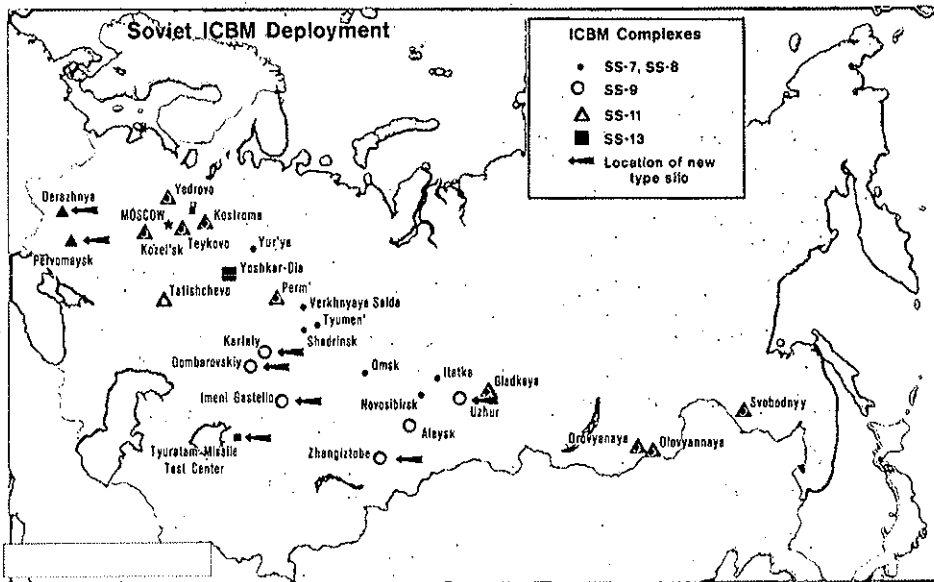 Soviet ICBM Deployment
ICBM Complexes
SS-7, SS-8
SS-9
SS-11
SS-13
Location of new
type silo
Yedrovo
Derazhnya
MOSCOW
Kostroma
Kozel'sk
Teykovo
Yur'ya
Pervomaysk
Yoshkar-Ola
Tatishchevo
Perm'
Verkhnyaya Salda
Tyumen'
Shadrinsk
Kartaly
Dombarovskiy
Omsk
Itatka
Gladkaya
Imeni Gastello
Novosibirsk
Uzhur
Svobodnyy
Aleysk
Tyuratam Missile
Test Center
Zhangiztobe
Drovyanaya
Olovyannaya